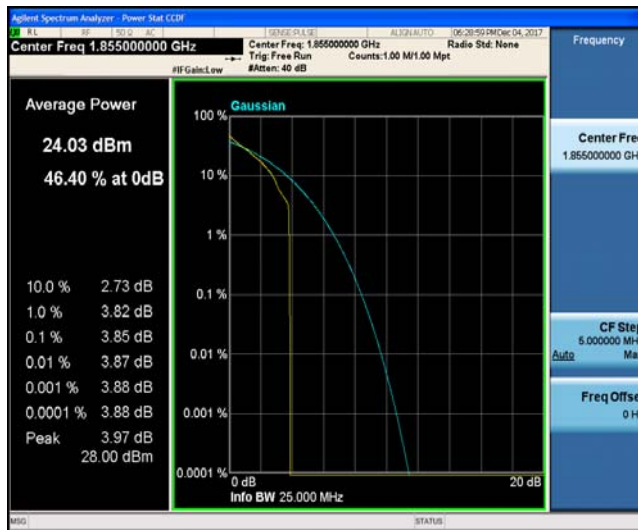 Agilent Spectrum Analyzer - Power Stat CCDF
RL RF 50 Ω AC SENSE:PULSE ALIGN AUTO 06:28:59 PM Dec 04, 2017
Center Freq 1.855000000 GHz
Center Freq: 1.855000000 GHz Radio Std: None
Trig: Free Run Counts:1.00 M/1.00 Mpt
#IFGain:Low #Atten: 40 dB
Frequency
Average Power
24.03 dBm
46.40 % at 0dB
10.0 % 2.73 dB
1.0 % 3.82 dB
0.1 % 3.85 dB
0.01 % 3.87 dB
0.001 % 3.88 dB
0.0001 % 3.88 dB
Peak 3.97 dB
28.00 dBm
Gaussian
100 %
10 %
1 %
0.1 %
0.01 %
0.001 %
0.0001 %
0 dB 20 dB
Info BW 25.000 MHz
Center Fre
1.855000000 GH
CF Step
5.000000 MH
Auto Ma
Freq Offse
0 H
MSG STATUS